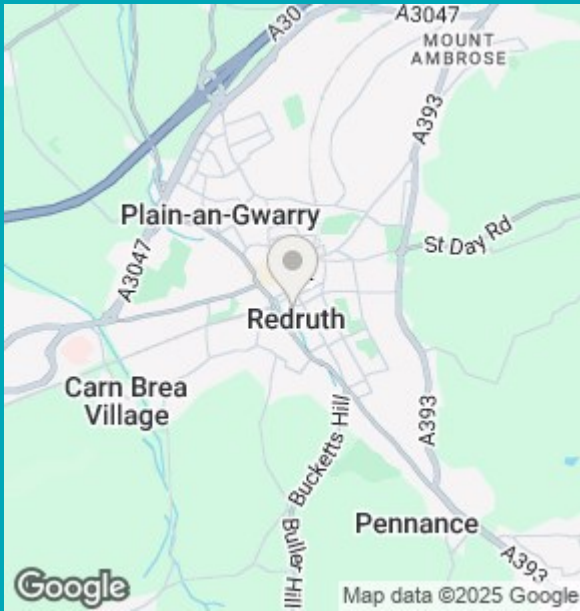 A3047
A30
MOUNT
AMBROSE
A393
Plain-an-Gwarry
St Day Rd
A3047
Redruth
Carn Brea
Village
Bucketts Hill
A393
Buller Hill
Pennance
A393
Google
Map data ©2025 Google